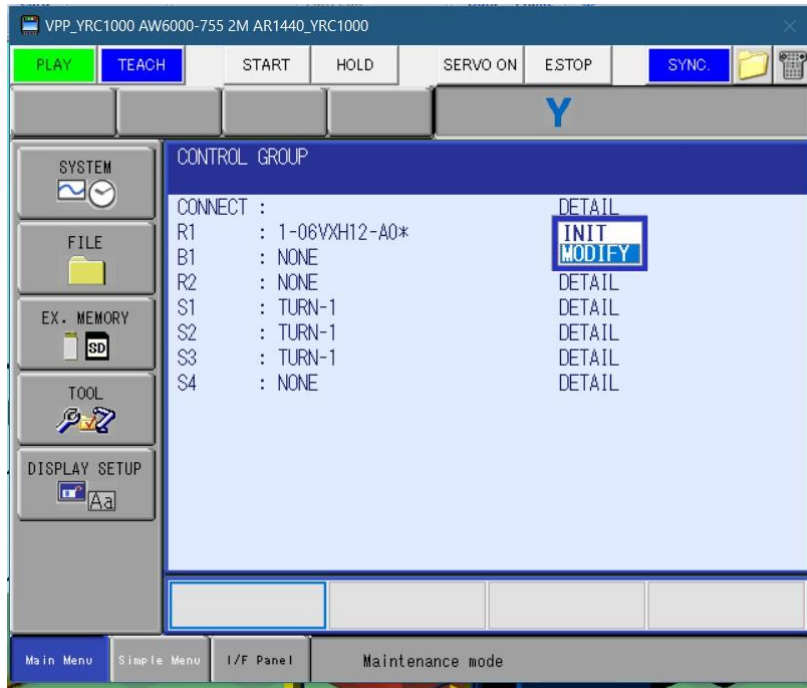 VPP_YRC1000 AW6000-755 2M AR1440_YRC1000
PLAY TEACH START HOLD SERVO ON E.STOP SYNC.
Y
SYSTEM
FILE
EX. MEMORY
SD
TOOL
DISPLAY SETUP
Aa
CONTROL GROUP
CONNECT : DETAIL
R1 : 1-06VXH12-A0*
INIT
MODIFY
B1 : NONE
R2 : NONE DETAIL
S1 : TURN-1 DETAIL
S2 : TURN-1 DETAIL
S3 : TURN-1 DETAIL
S4 : NONE DETAIL
Main Menu Simple Menu I/F Panel Maintenance mode